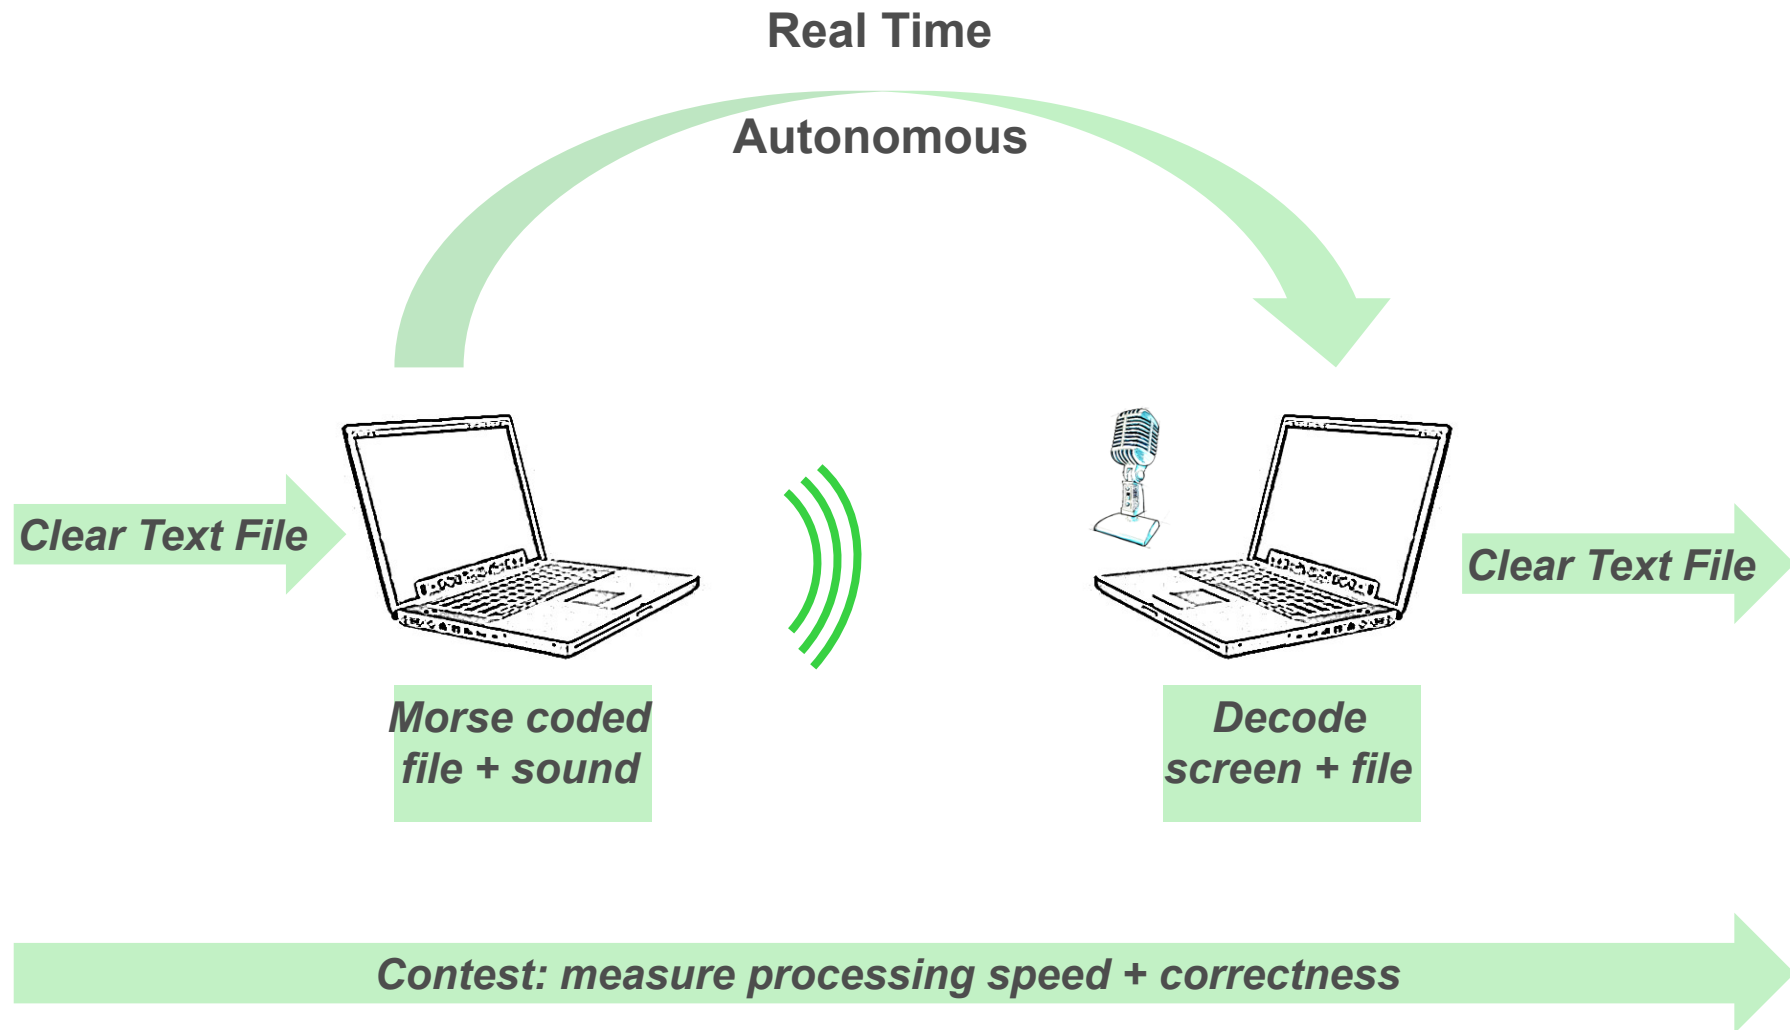 Real Time
Autonomous
Clear Text File
Clear Text File
Morse coded
file + sound
Decode
screen + file
Contest: measure processing speed + correctness